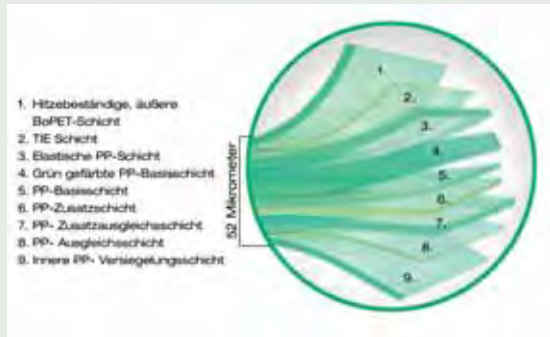 1. Hitzebeständige, äußere
BoPET-Schicht
2. TIE Schicht
3. Elastische PP-Schicht
4. Grün gefärbte PP-Basisschicht
5. PP-Basisschicht
6. PP-Zusatzschicht
7. PP- Zusatzausgleichsschicht
8. PP- Ausgleichsschicht
9. Innere PP- Versiegelungsschicht
52 Mikrometer
1.
2.
3.
4.
5.
6.
7.
8.
9.